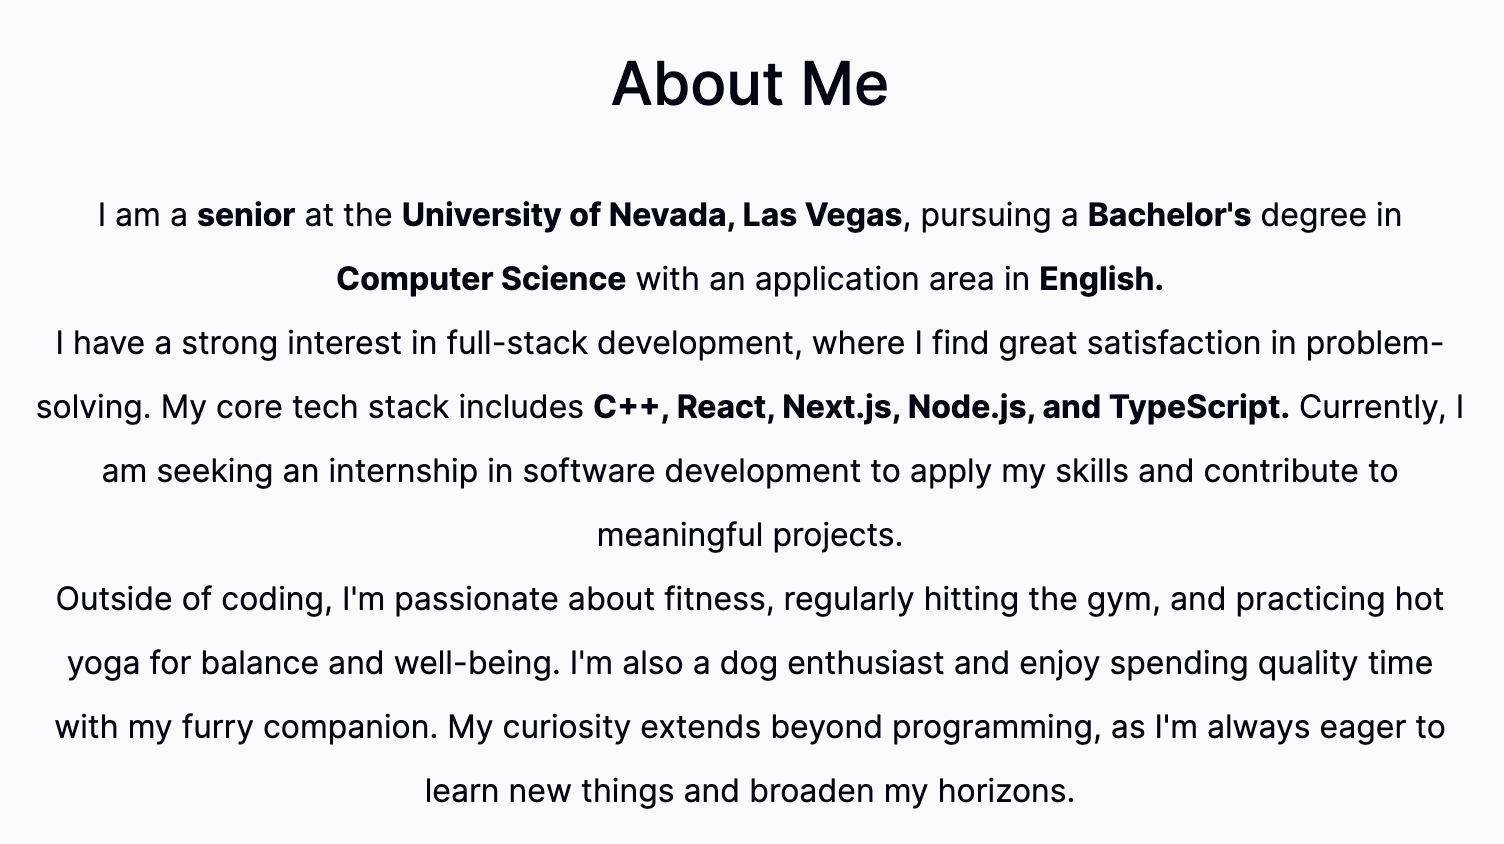 About Me
I am a senior at the University of Nevada, Las Vegas, pursuing a Bachelor's degree in
Computer Science with an application area in English.
I have a strong interest in full-stack development, where I find great satisfaction in problem-
solving. My core tech stack includes C++, React, Next.js, Node.js, and TypeScript. Currently, I
am seeking an internship in software development to apply my skills and contribute to
meaningful projects.
Outside of coding, I'm passionate about fitness, regularly hitting the gym, and practicing hot
yoga for balance and well-being. I'm also a dog enthusiast and enjoy spending quality time
with my furry companion. My curiosity extends beyond programming, as I'm always eager to
learn new things and broaden my horizons.